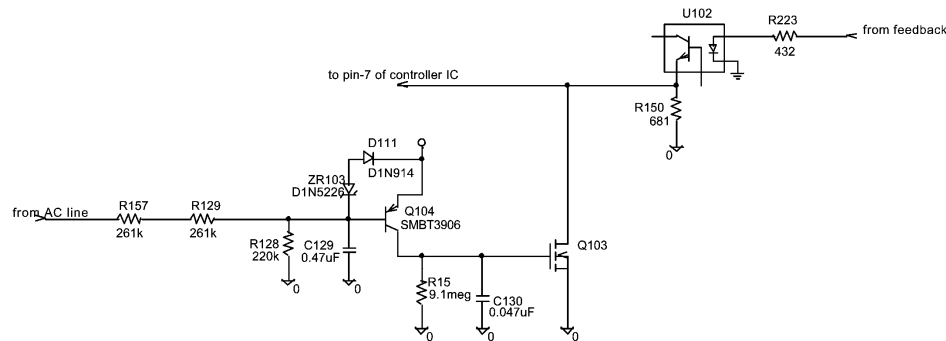 U102
R223
from feedback
432
to pin-7 of controller IC
R150
681
0
D111
D1N914
ZR103
D1N5226
Q104
SMBT3906
from AC line
R157
R129
261k
261k
R128
220k
C129
0.47uF
Q103
0
0
R15
9.1meg
C130
0.047uF
0
0
0